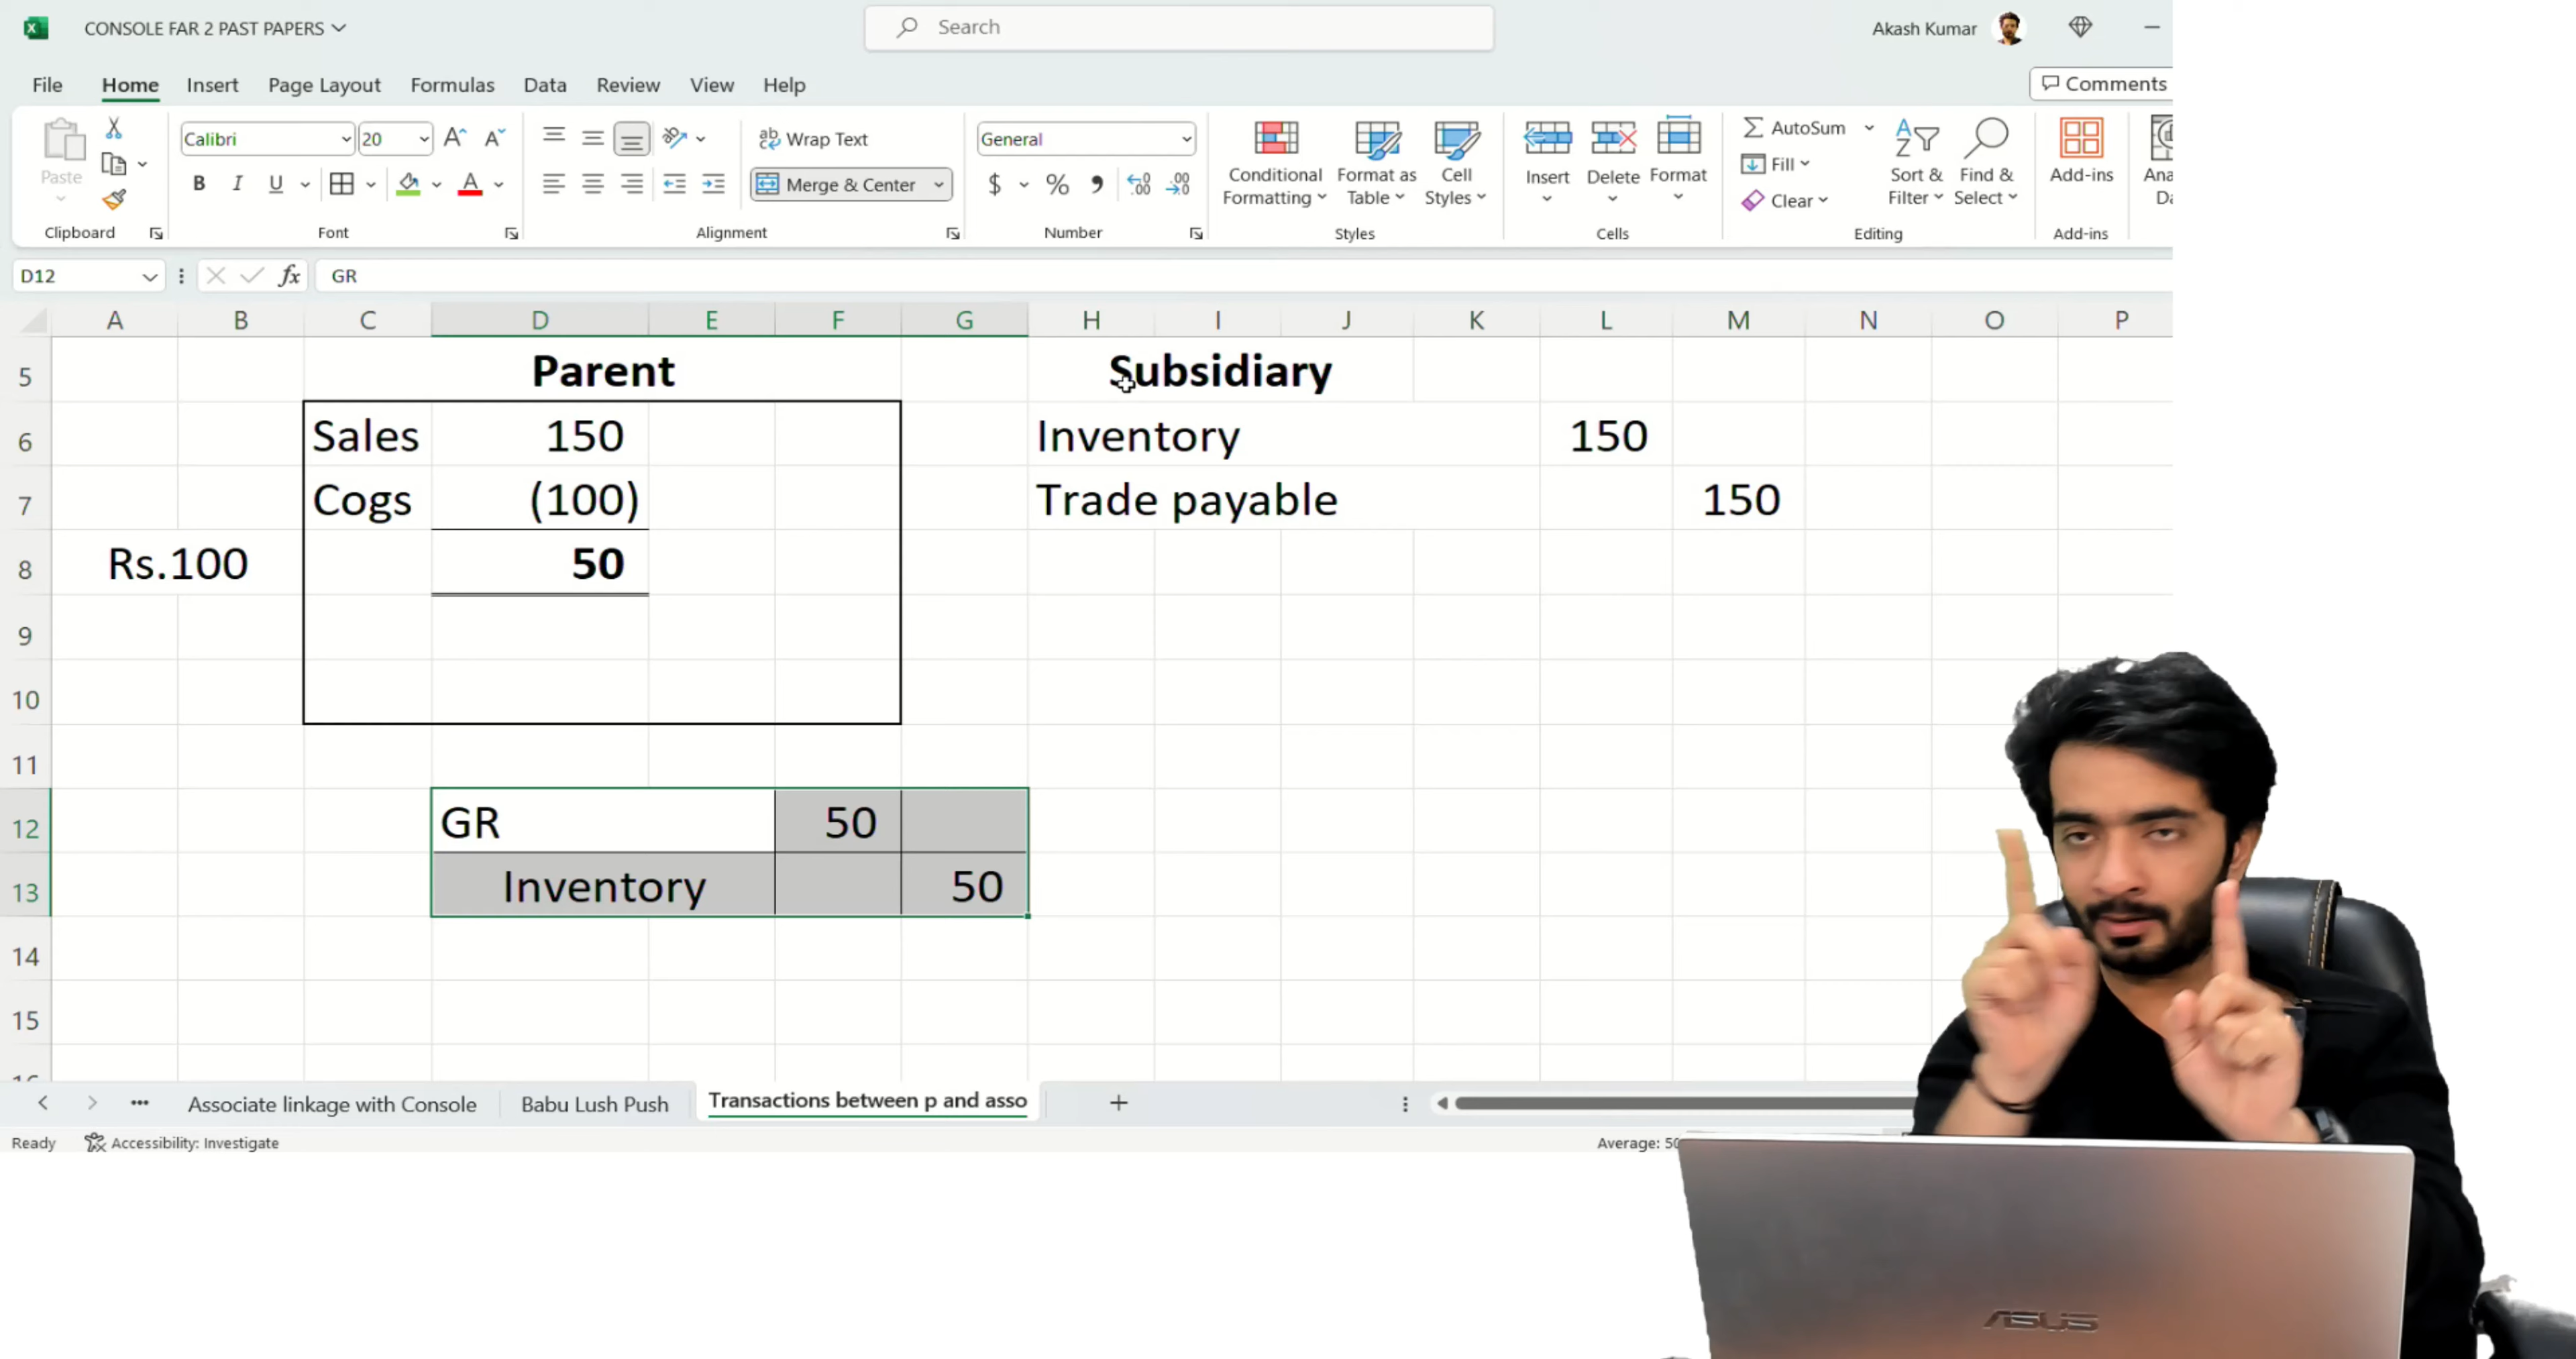 CONSOLE FAR 2 PAST PAPERS
Search
Akash Kumar
File Home Insert Page Layout Formulas Data Review View Help
Comments
Paste
Calibri 20
Wrap Text
General
Merge & Center
Conditional Formatting
Format as Table
Cell Styles
Insert Delete Format
AutoSum
Fill
Clear
Sort & Filter
Find & Select
Add-ins
Clipboard Font Alignment Number Styles Cells Editing Add-ins
D12 fx GR
A B C D E F G H I J K L M N O P
5 Parent Subsidiary
6 Sales 150 Inventory 150
7 Cogs (100) Trade payable 150
8 Rs.100 50
9
10
11
12 GR 50
13 Inventory 50
14
15
Associate linkage with Console Babu Lush Push Transactions between p and asso
Ready Accessibility: Investigate Average: 50
ASUS